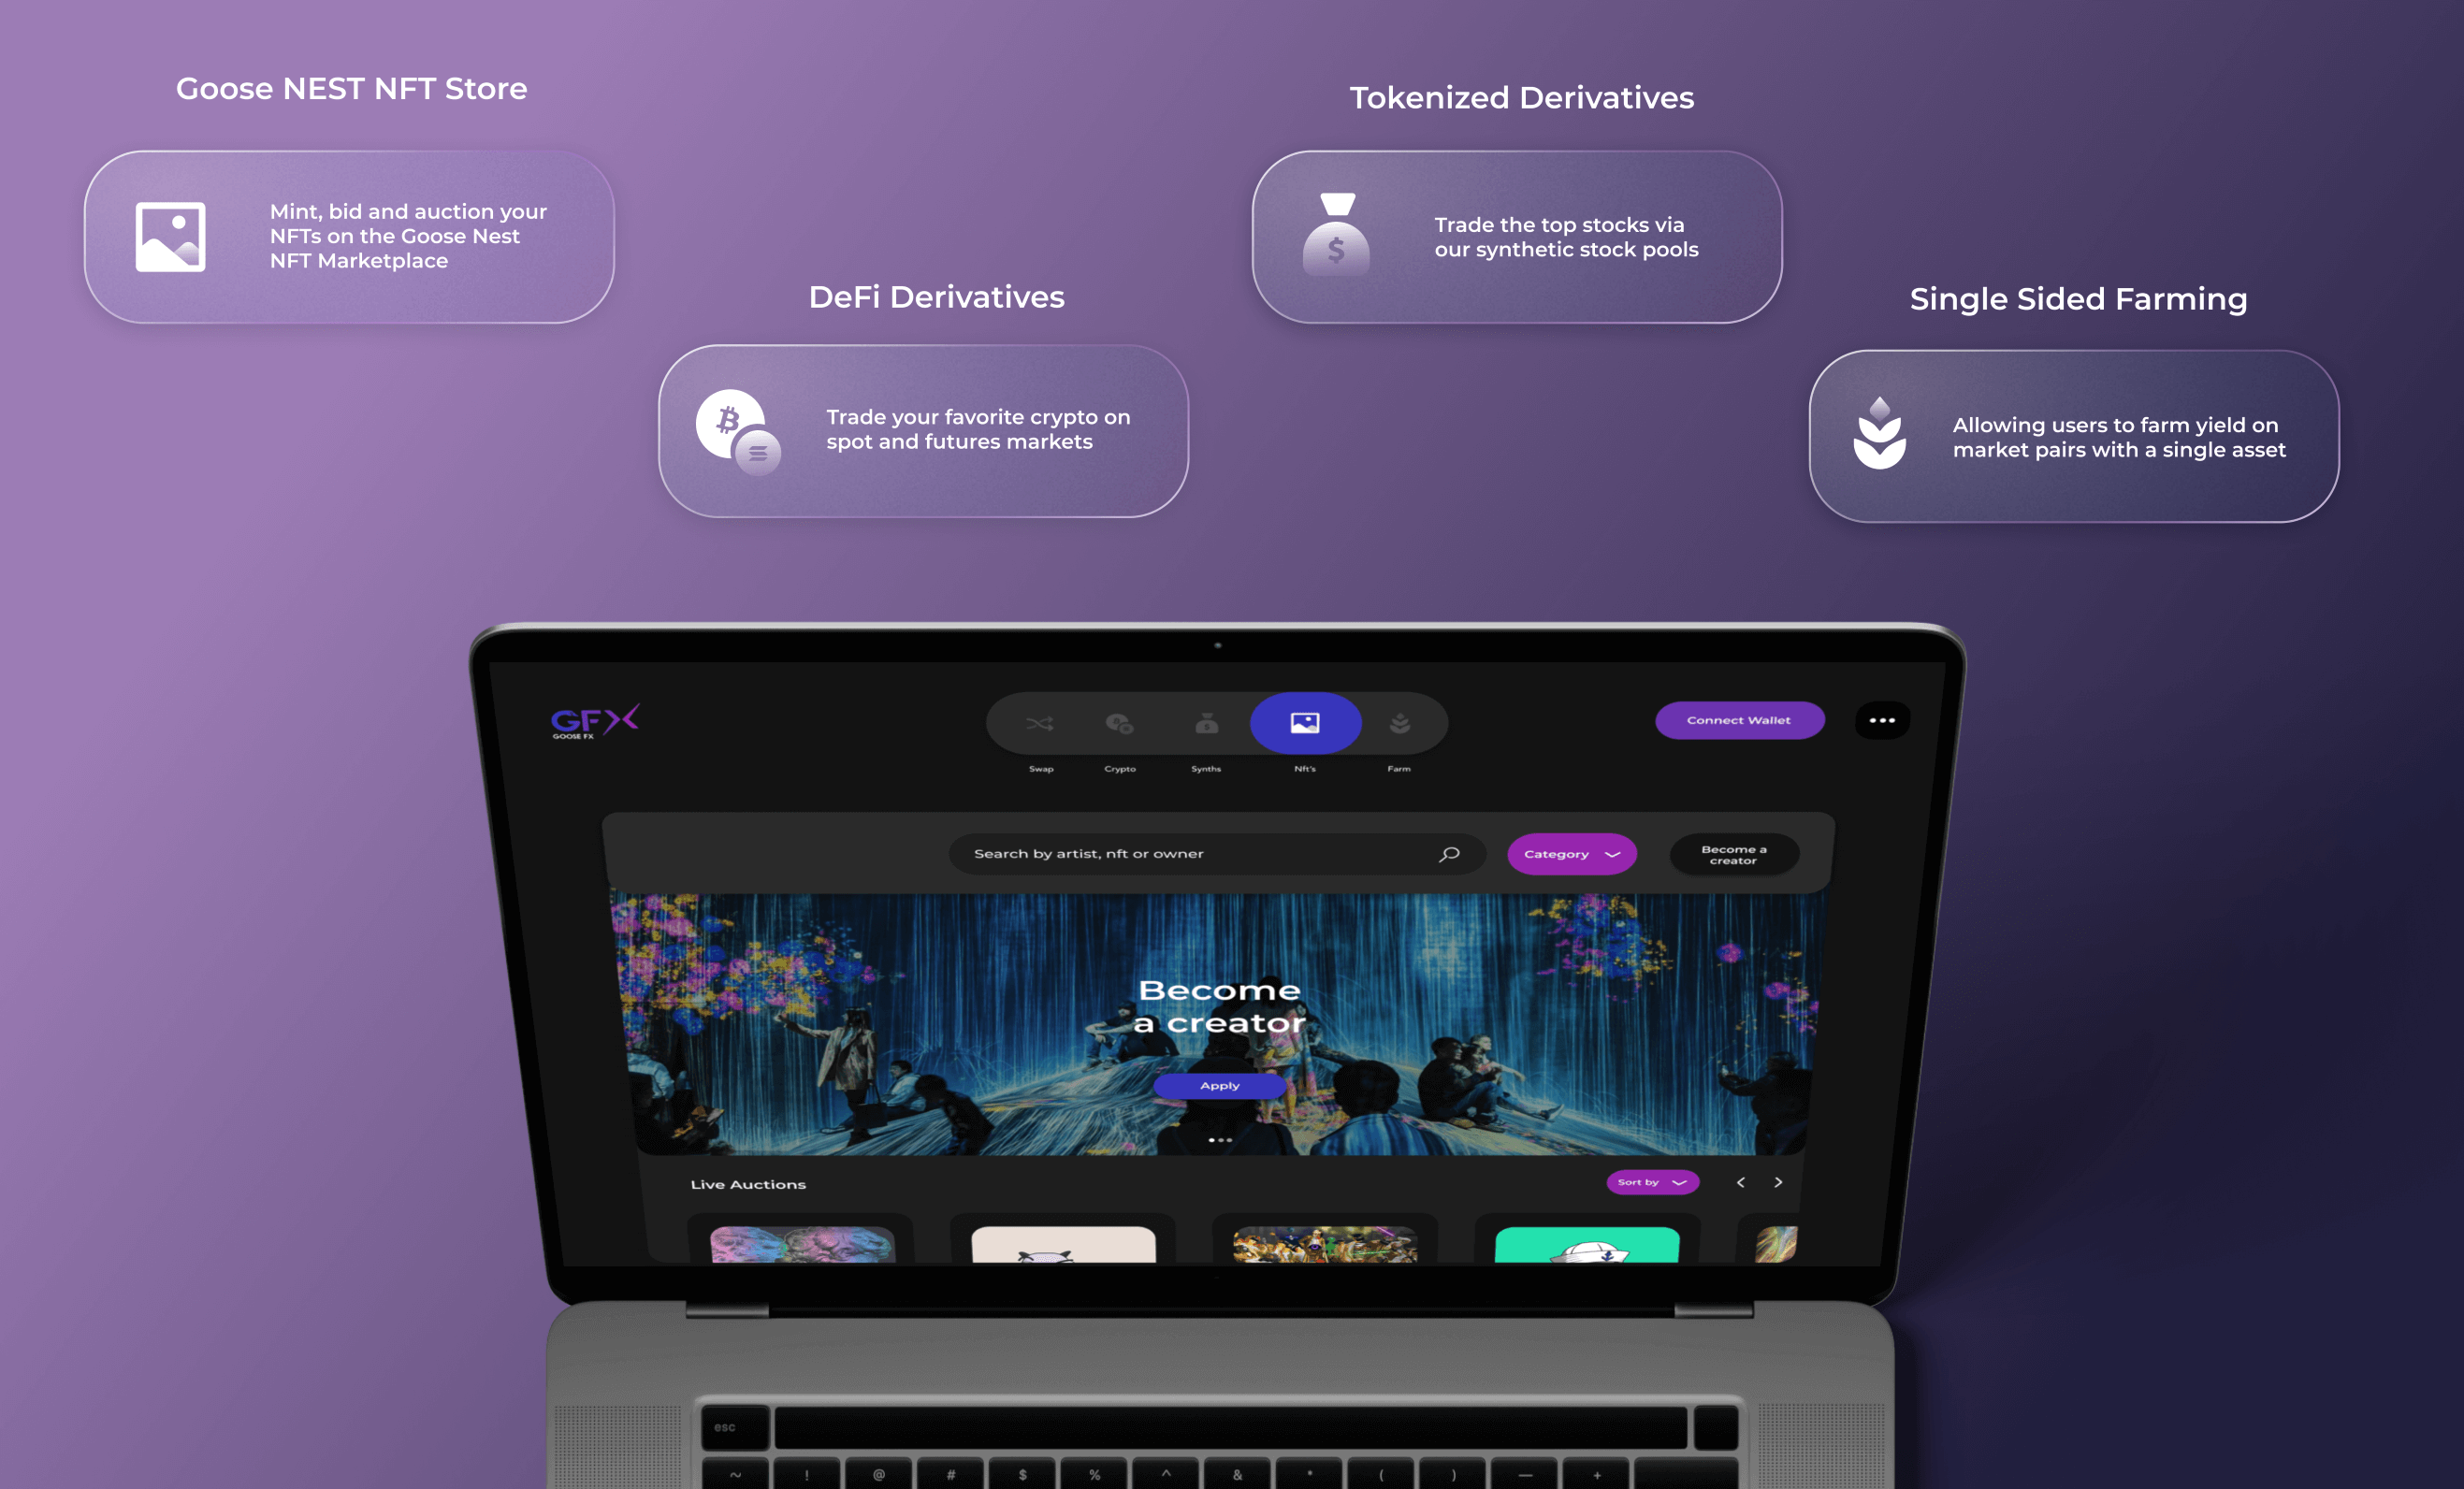 Goose NEST NFT Store
Mint, bid and auction your
NFTs on the Goose Nest
NFT Marketplace
DeFi Derivatives
Trade your favorite crypto on
spot and futures markets
Tokenized Derivatives
Trade the top stocks via
our synthetic stock pools
Single Sided Farming
Allowing users to farm yield on
market pairs with a single asset
GFX
GOOSE FX
Swap
Crypto
Synths
Nft's
Farm
Connect Wallet
Search by artist, nft or owner
Category
Become a
creator
Become
a creator
Apply
Live Auctions
Sort by
esc
~ ! @ # $ % ^ & * ( ) — +